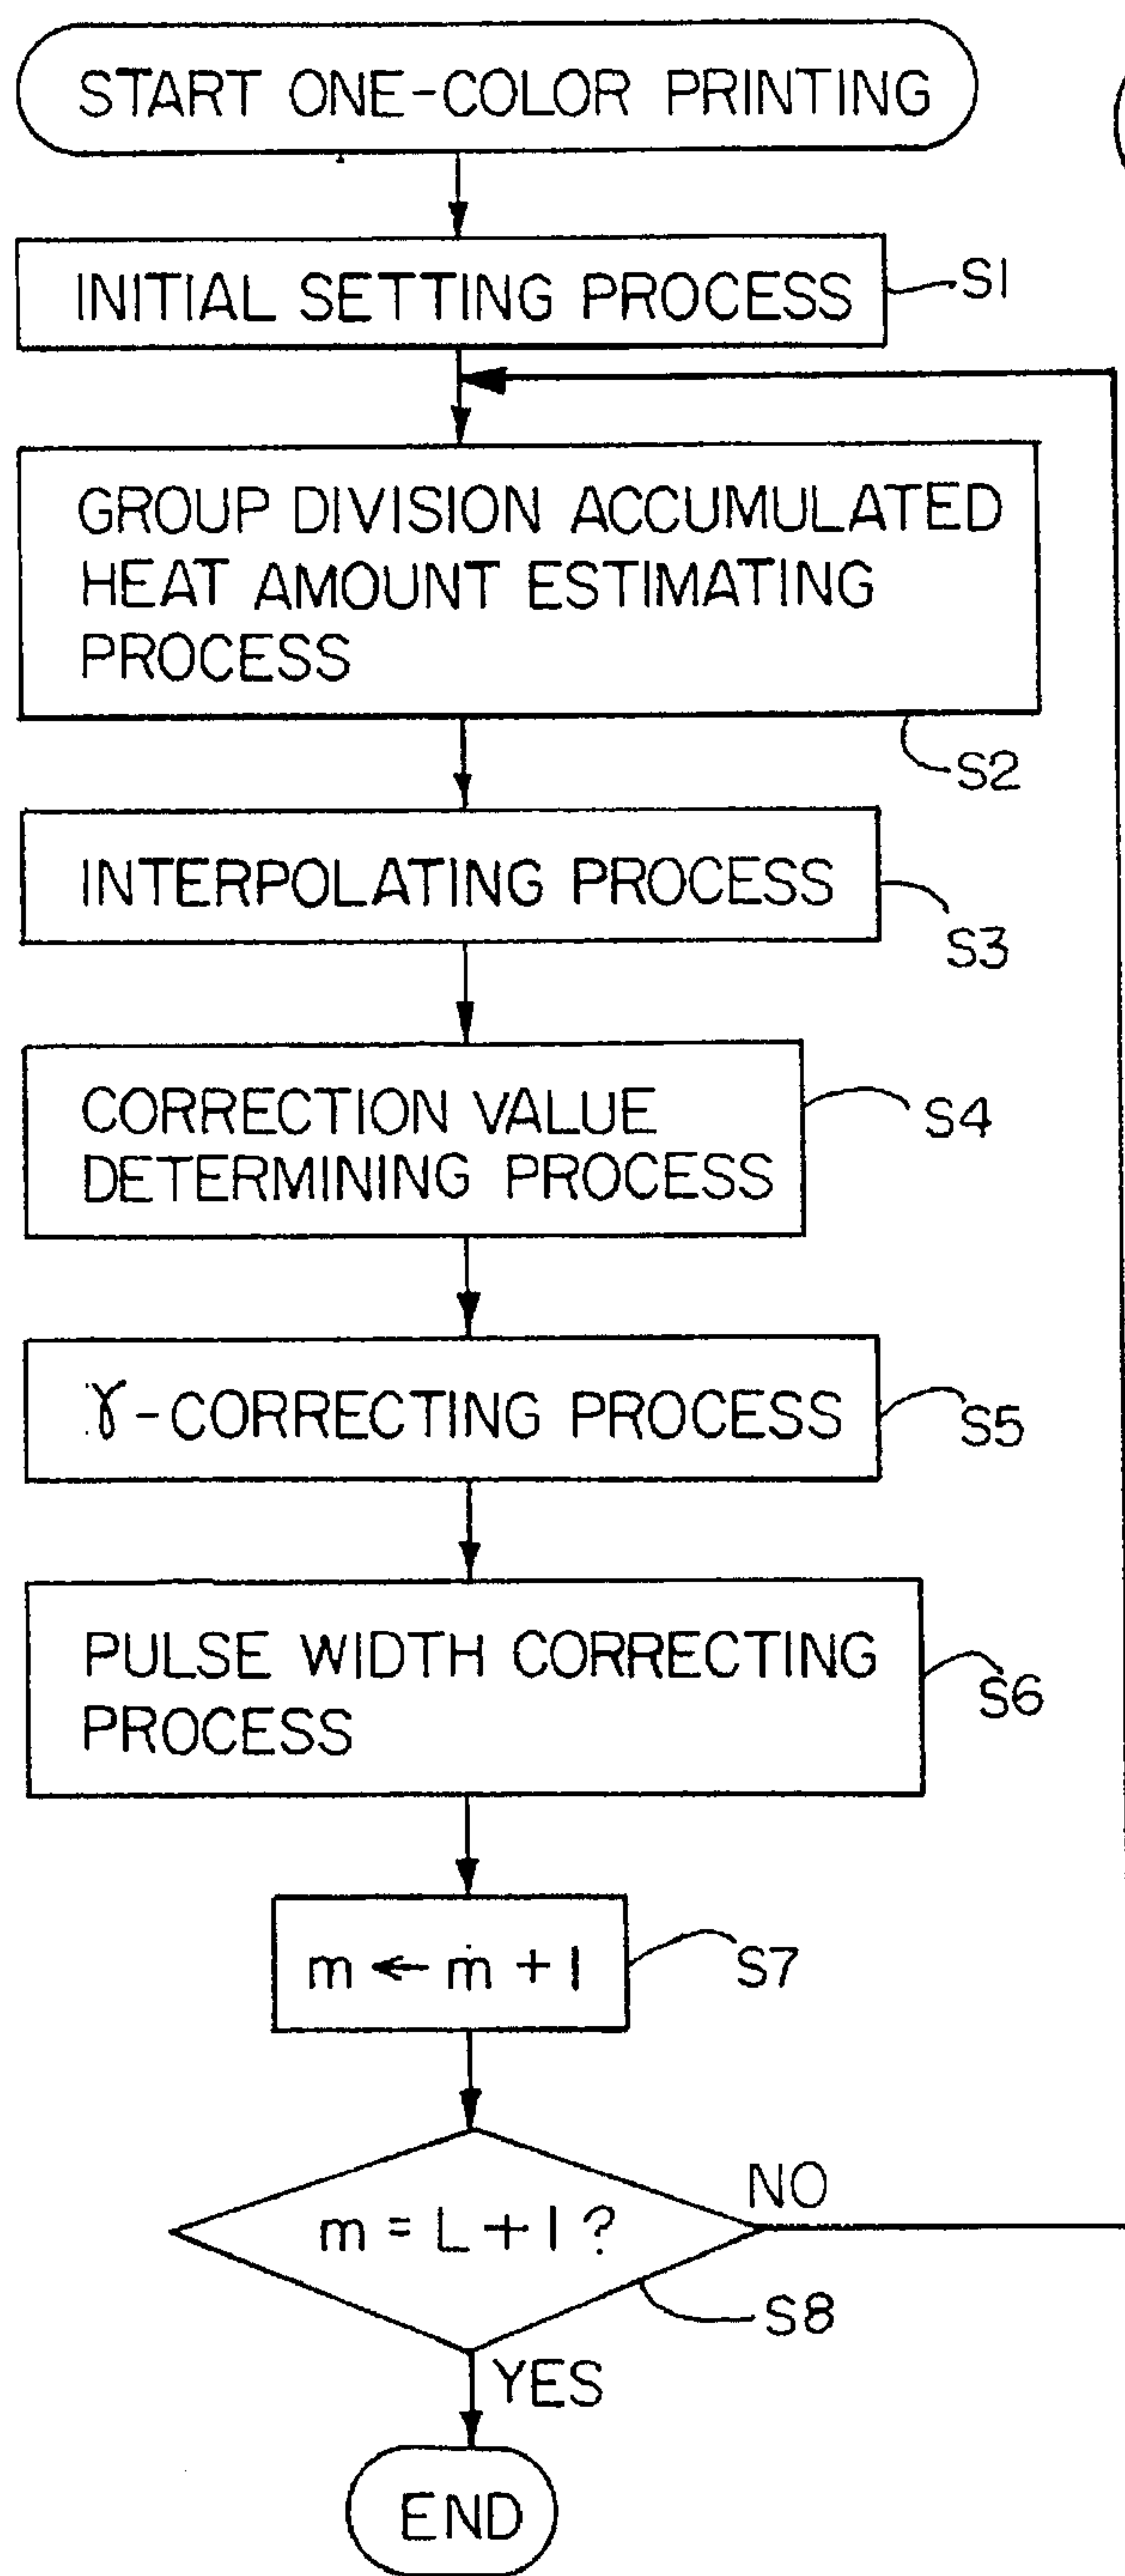 START ONE-COLOR PRINTING
INITIAL SETTING PROCESS
S1
GROUP DIVISION ACCUMULATED
HEAT AMOUNT ESTIMATING
PROCESS
S2
INTERPOLATING PROCESS
S3
CORRECTION VALUE
DETERMINING PROCESS
S4
γ-CORRECTING PROCESS
S5
PULSE WIDTH CORRECTING
PROCESS
S6
m ← m + 1
S7
m = L + 1 ?
NO
S8
YES
END